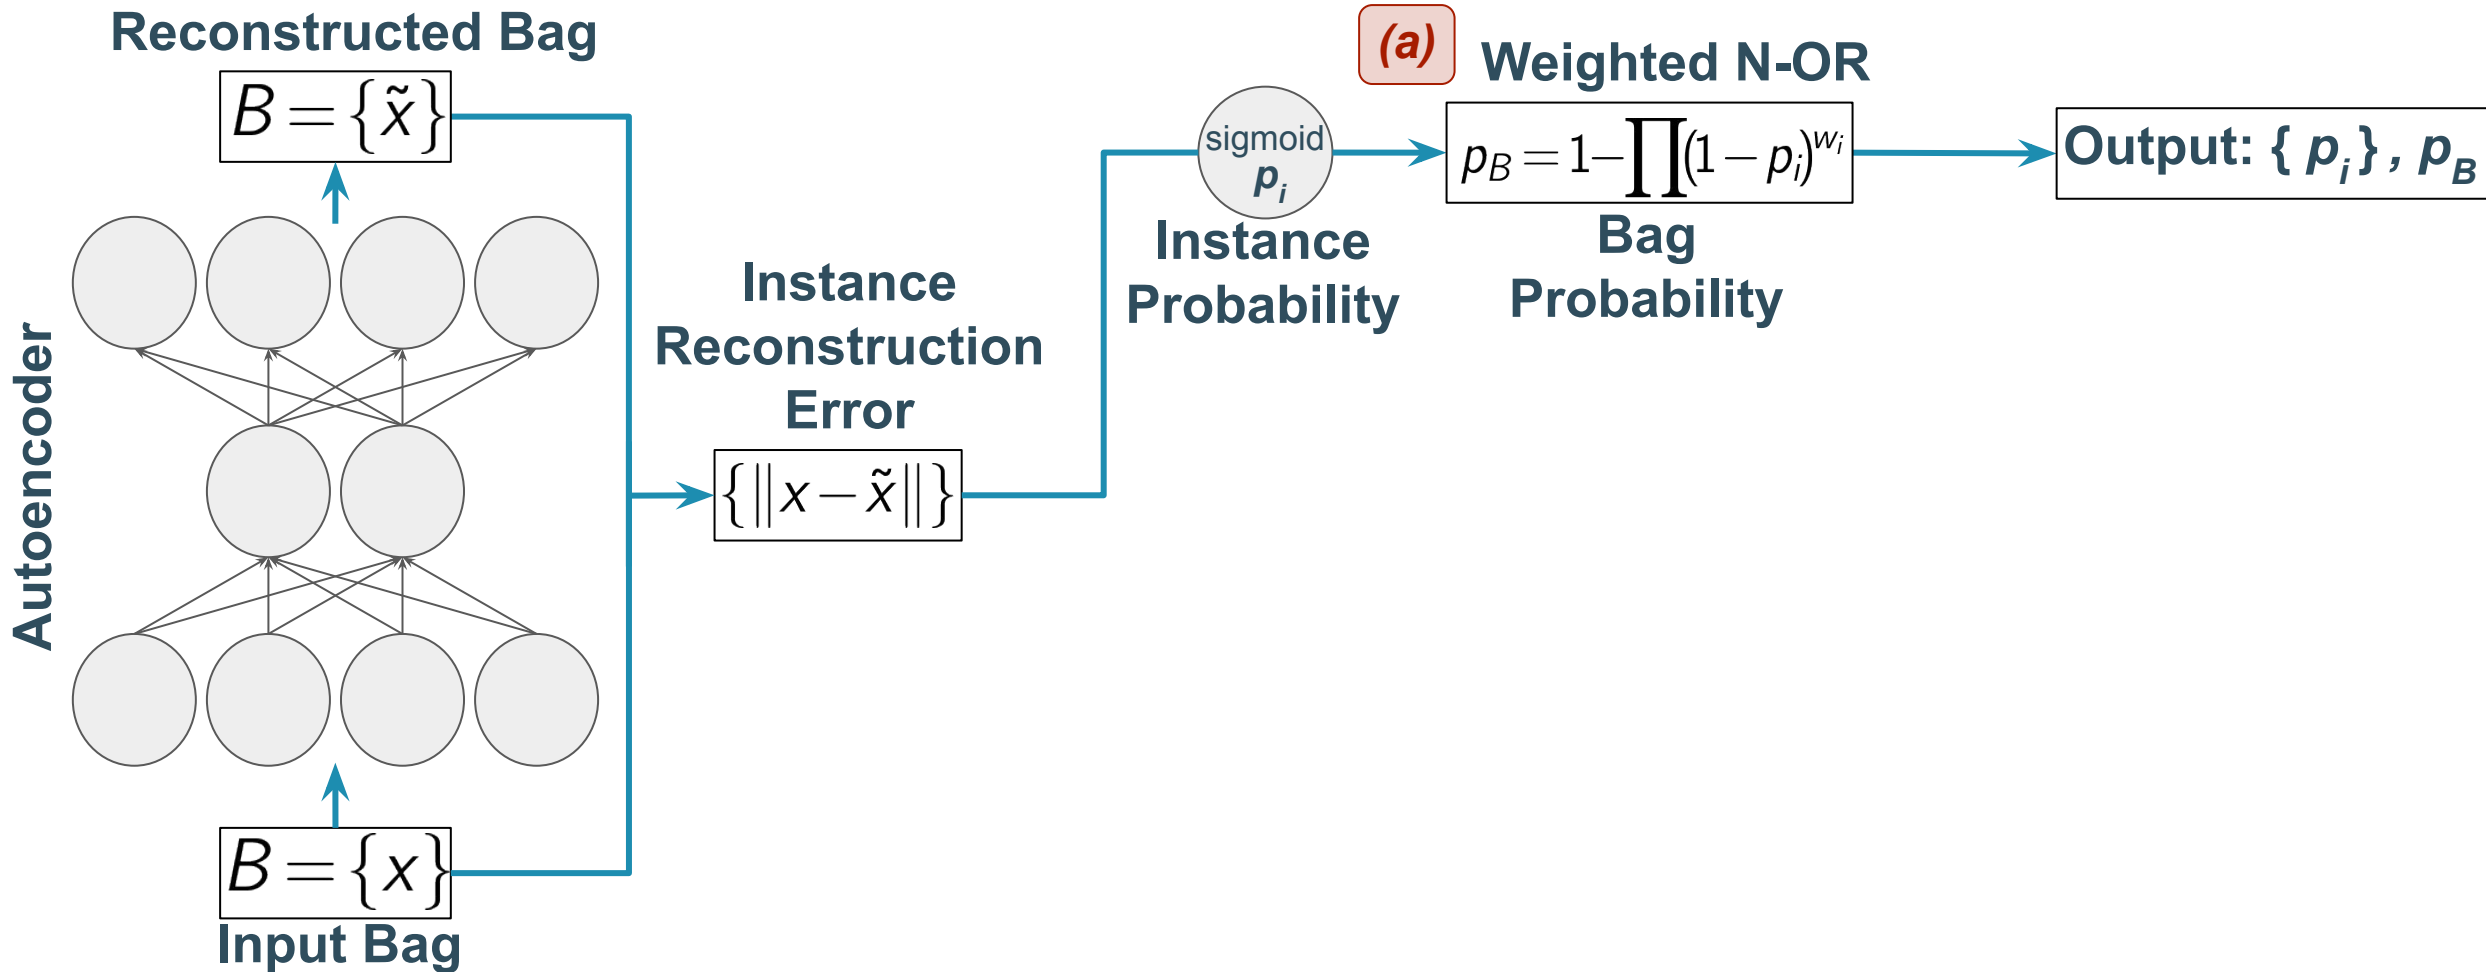 Reconstructed Bag
B = {x̃}
Autoencoder
B = {x}
Input Bag
Instance
Reconstruction
Error
{‖x − x̃‖}
sigmoid
p_i
Instance
Probability
(a)
Weighted N-OR
p_B = 1−∏(1 − p_i)^{w_i}
Bag
Probability
Output: { p_i } , p_B